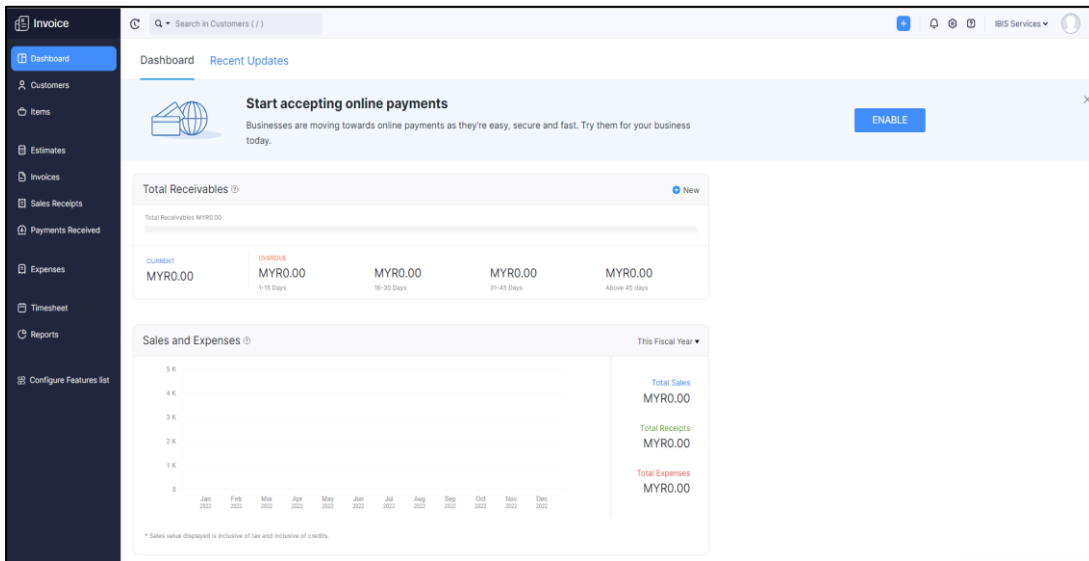 Invoice
Search in Customers ( / )
IBIS Services
Dashboard
Customers
Items
Estimates
Invoices
Sales Receipts
Payments Received
Expenses
Timesheet
Reports
Configure Features list
Dashboard Recent Updates
Start accepting online payments
Businesses are moving towards online payments as they're easy, secure and fast. Try them for your business
today.
ENABLE
Total Receivables
New
Total Receivables MYR0.00
CURRENT
MYR0.00
OVERDUE
MYR0.00 MYR0.00 MYR0.00 MYR0.00
1-15 Days 16-30 Days 31-45 Days Above 45 days
Sales and Expenses
This Fiscal Year
5 K
4 K
3 K
2 K
1 K
0
Jan Feb Mar Apr May Jun Jul Aug Sep Oct Nov Dec
2022 2022 2022 2022 2022 2022 2022 2022 2022 2022 2022 2022
Total Sales
MYR0.00
Total Receipts
MYR0.00
Total Expenses
MYR0.00
* Sales value displayed is inclusive of tax and inclusive of credits.